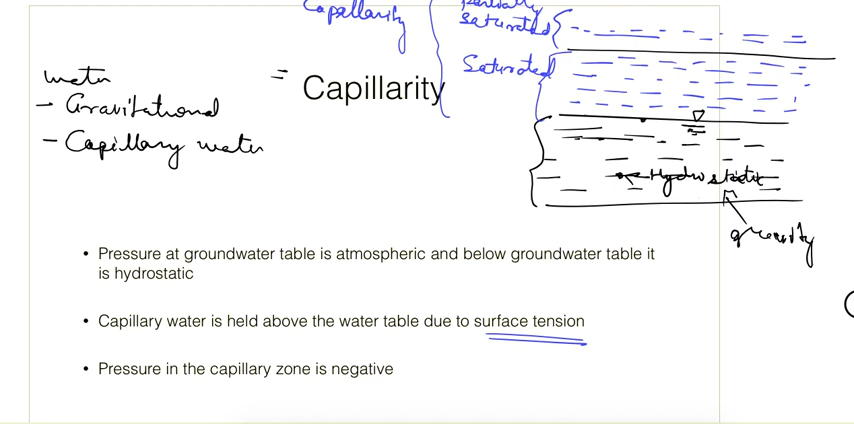 Capillarity
partially
saturated
Saturated
water
- Gravitational
- Capillary water
=
Capillarity
Hydrostatic
gravity
• Pressure at groundwater table is atmospheric and below groundwater table it
is hydrostatic
• Capillary water is held above the water table due to surface tension
• Pressure in the capillary zone is negative